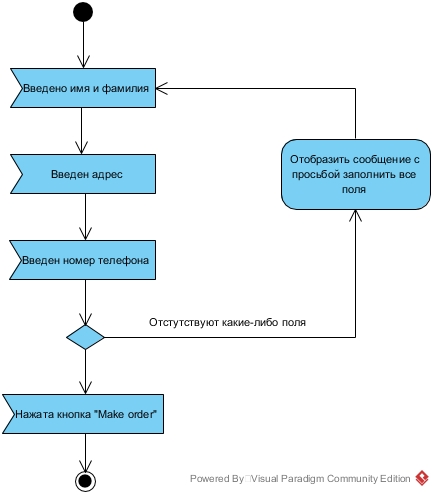 Введено имя и фамилия
Введен адрес
Отобразить сообщение с
просьбой заполнить все
поля
Введен номер телефона
Отстутствуют какие-либо поля
Нажата кнопка "Make order"
Powered By Visual Paradigm Community Edition